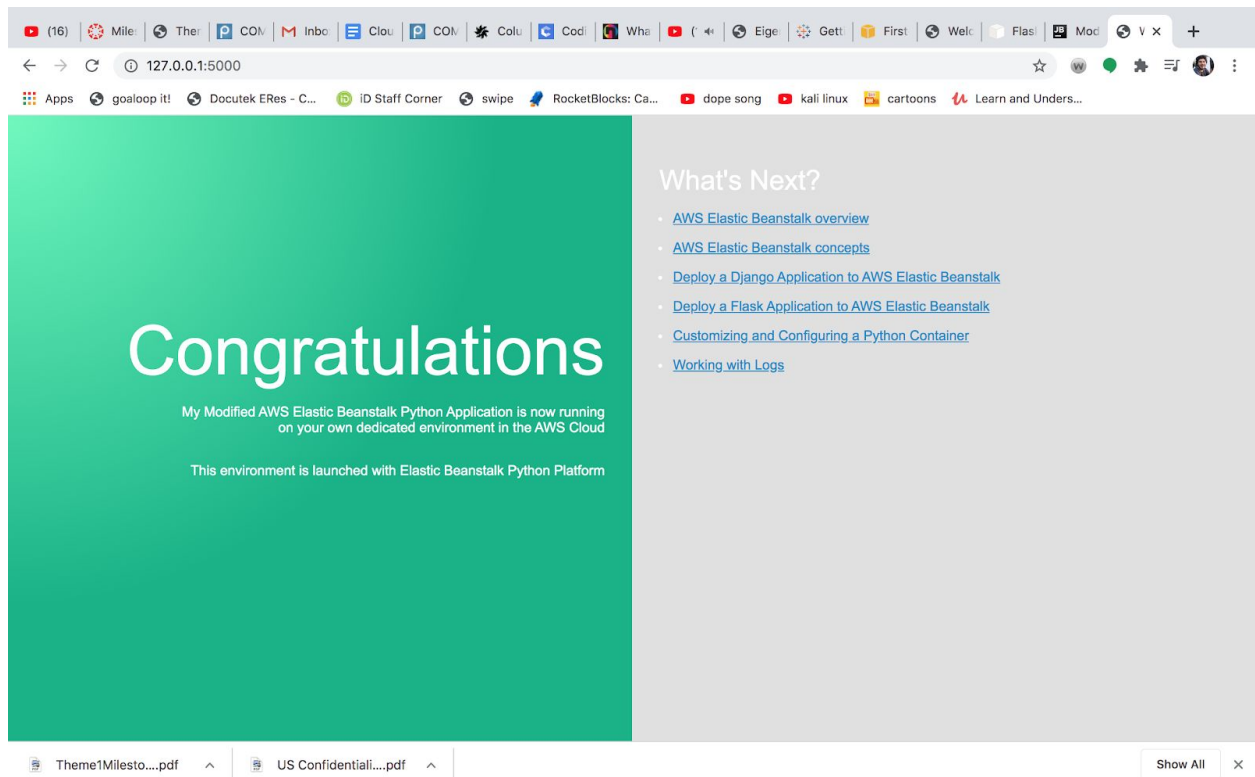 (16) Mile Ther COM Inbo Clou COM Colu Codi Wha (' Eige Gett First Welc Flas Mod V
127.0.0.1:5000
Apps goaloop it! Docutek ERes - C... iD Staff Corner swipe RocketBlocks: Ca... dope song kali linux cartoons Learn and Unders...
What's Next?
AWS Elastic Beanstalk overview
AWS Elastic Beanstalk concepts
Deploy a Django Application to AWS Elastic Beanstalk
Deploy a Flask Application to AWS Elastic Beanstalk
Customizing and Configuring a Python Container
Working with Logs
Congratulations
My Modified AWS Elastic Beanstalk Python Application is now running
on your own dedicated environment in the AWS Cloud
This environment is launched with Elastic Beanstalk Python Platform
Theme1Milesto....pdf US Confidentiali....pdf Show All